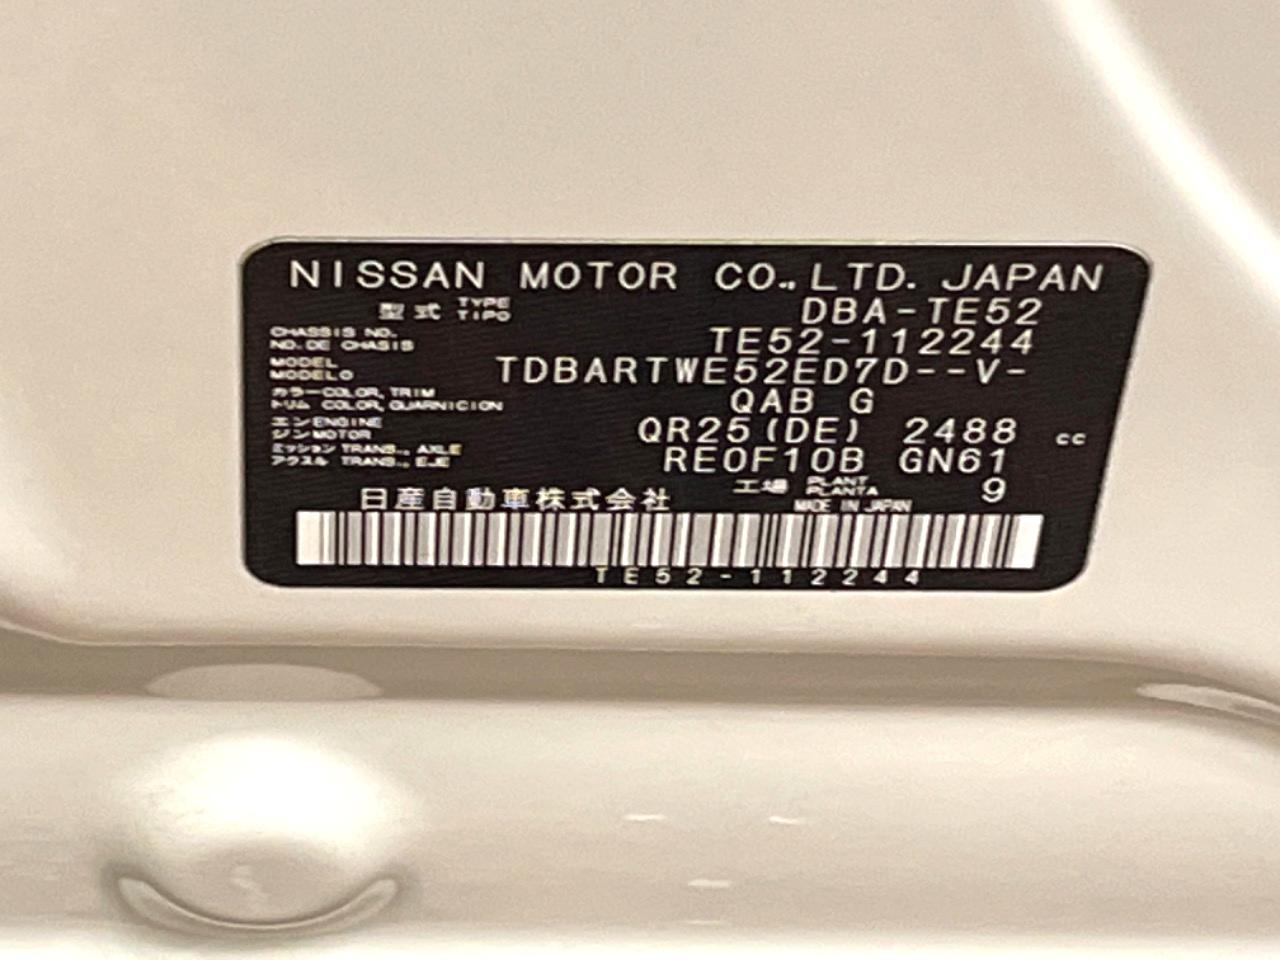 NISSAN MOTOR CO., LTD. JAPAN
型式 TYPE TIPO DBA-TE52
CHASSIS NO. NO. DE CHASIS TE52-112244
MODEL MODELO TDBARTWE52ED7D--V-
カラー COLOR, TRIM トリム COLOR, GUARNICION QAB G
エンジン ENGINE MOTOR QR25(DE) 2488 cc
ミッション TRANS., AXLE アクスル TRANS., EJE RE0F10B GN61
工場 PLANT PLANTA 9
日産自動車株式会社 MADE IN JAPAN
TE52-112244